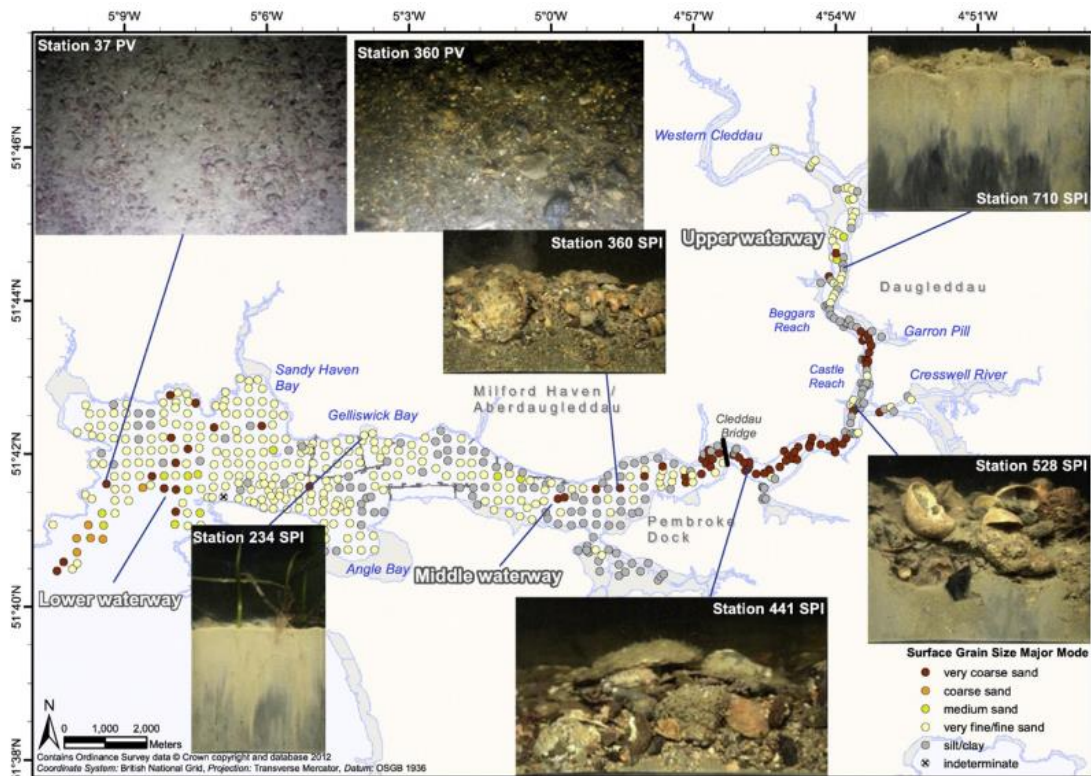 5°9'W 5°6'W 5°3'W 5°0'W 4°57'W 4°54'W 4°51'W
Station 37 PV
Station 360 PV
51°46'N
Western Cleddau
Station 710 SPI
Station 360 SPI
Upper waterway
51°44'N
Daugleddau
Beggars
Reach
Garron Pill
Sandy Haven
Bay
Castle
Reach
Cresswell River
Milford Haven /
Aberdaugleddau
Gelliswick Bay
Cleddau
Bridge
51°42'N
Station 528 SPI
Pembroke
Dock
Station 234 SPI
Angle Bay
Middle waterway
Lower waterway
51°40'N
Station 441 SPI
Surface Grain Size Major Mode
very coarse sand
coarse sand
medium sand
very fine/fine sand
silt/clay
indeterminate
N
0 1,000 2,000
Meters
51°38'N
Contains Ordinance Survey data © Crown copyright and database 2012
Coordinate System: British National Grid, Projection: Transverse Mercator, Datum: OSGB 1936